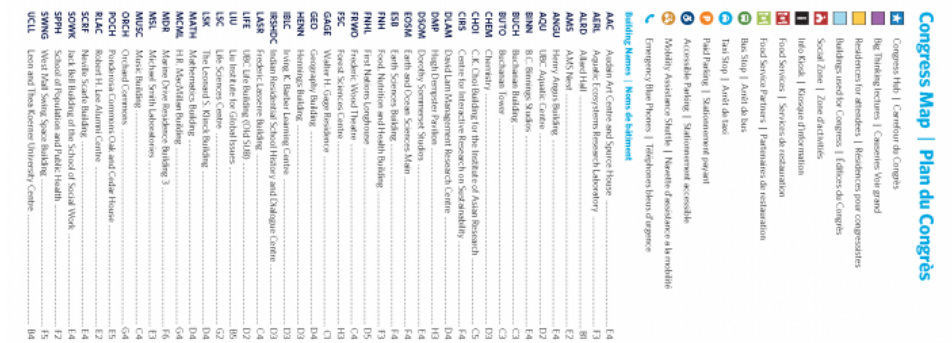 Congress Map | Plan du Congrès
Congress Hub | Carrefour du Congrès
Big Thinking lectures | Causeries Voir grand
Residences for attendees | Résidences pour congressistes
Buildings used for Congress | Édifices du Congrès
Social Zone | Zone d'activités
Info Kiosk | Kiosque d'information
Food Services | Services de restauration
Food Service Partners | Partenaires de restauration
Bus Stop | Arrêt de bus
Taxi Stop | Arrêt de taxi
Paid Parking | Stationnement payant
Accessible Parking | Stationnement accessible
Mobility Assistance Shuttle | Navette d'assistance à la mobilité
Emergency Blue Phones | Téléphones bleus d'urgence
Building Names | Noms de bâtiment
AAC Audain Art Centre and Spruce House E4
AERL Aquatic Ecosystems Research Laboratory F3
ALRD Allard Hall B1
AMS AMS Nest E2
ANGU Henry Angus Building E4
AQU UBC Aquatic Centre D2
BINN B.C. Binnings Studios E4
BUCH Buchanan Building C3
BUTO Buchanan Tower C3
CHEM Chemistry D3
CHOI C.K. Choi Building for the Institute of Asian Research C5
CIRS Centre for Interactive Research on Sustainability F4
DLAM David Lam Management Research Centre D4
DMP Hugh Dempster Pavilion H3
DSOM Dorothy Somerset Studios E4
EOSM Earth and Ocean Sciences Main F4
ESB Earth Sciences Building F4
FNH Food, Nutrition and Health Building F3
FNHL First Nations Longhouse D5
FRWO Frederic Wood Theatre C4
FSC Forest Sciences Centre H3
GAGE Walter H. Gage Residence C1
GEO Geography Building D4
HENN Hennings Building D3
IBLC Irving K. Barber Learning Centre D3
IRSHDC Indian Residential School History and Dialogue Centre D3
LASR Frederic Lasserre Building C4
LIFE UBC Life Building (Old SUB) D2
LIU Liu Institute for Global Issues B5
LSC Life Sciences Centre G2
LSK The Leonard S. Klinck Building E4
MATH Mathematics Building D4
MCML H.R. MacMillan Building G4
MDR Marine Drive Residence Building 3 F6
MSL Michael Smith Laboratories E3
MUSC Music Building C4
ORCH Orchard Commons G4
POCH Ponderosa Commons Oak and Cedar House E5
RLAC Robert H. Lee Alumni Centre E2
SCRF Neville Scarfe Building E4
SOWK Jack Bell Building for the School of Social Work E4
SPPH School of Population and Public Health F2
SWNG West Mall Swing Space Building F5
UCLL Leon and Thea Koerner University Centre B4